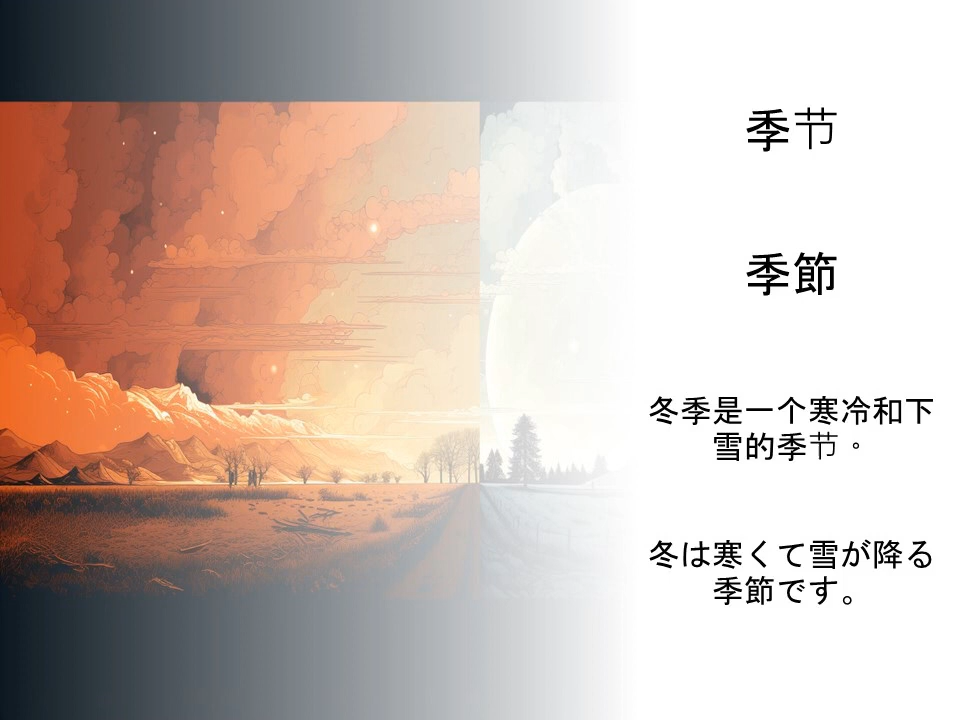 季节
季節
冬季是一个寒冷和下
雪的季节。
冬は寒くて雪が降る
季節です。